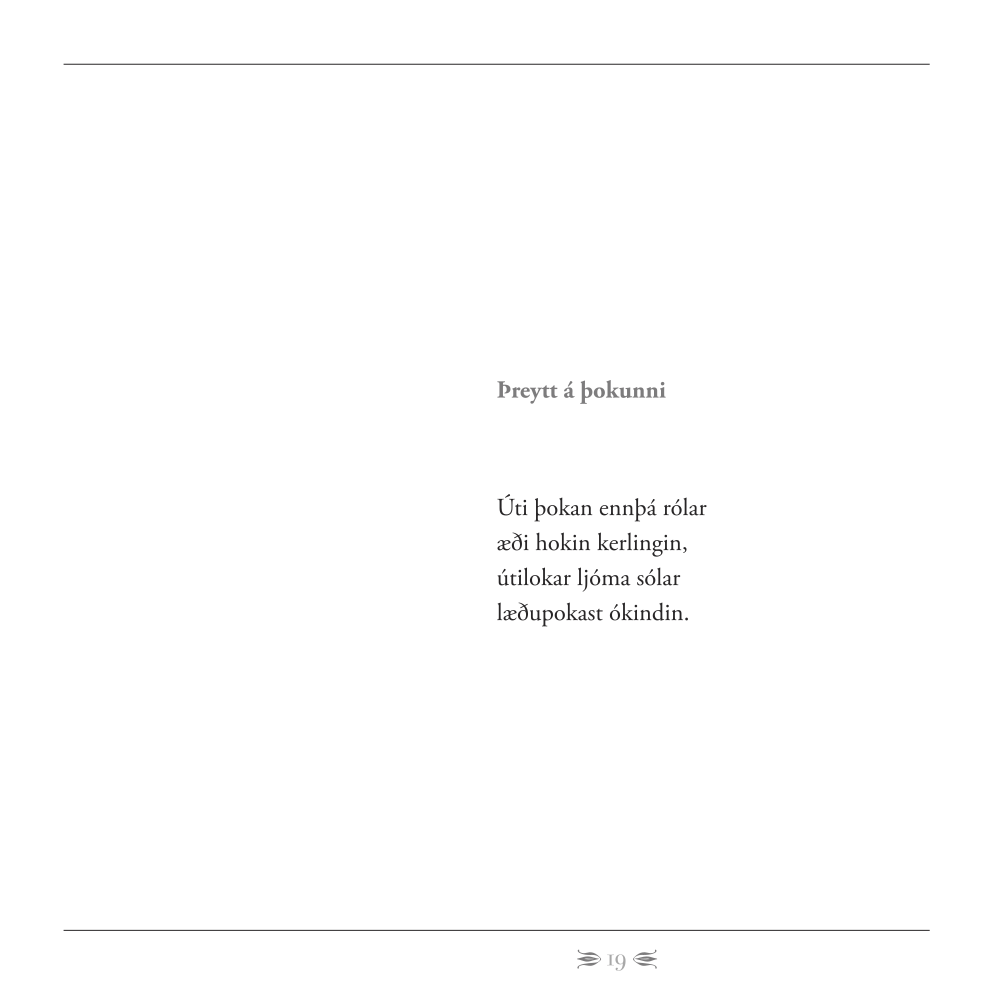 Þreytt á þokunni
Úti þokan ennþá rólar
æði hokin kerlingin,
útilokar ljóma sólar
læðupokast ókindin.
19